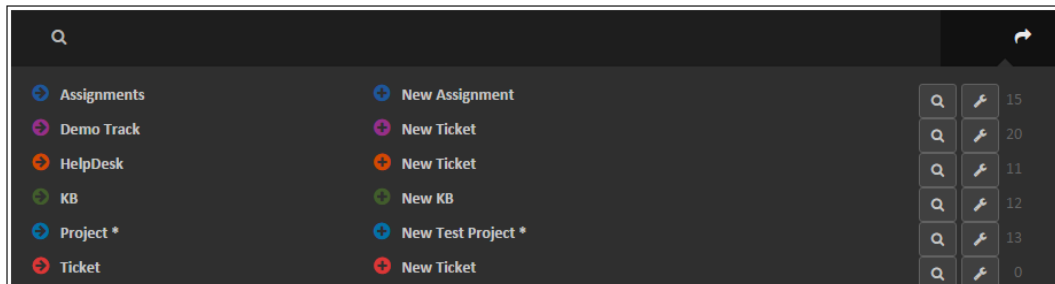 Assignments New Assignment 15
Demo Track New Ticket 20
HelpDesk New Ticket 11
KB New KB 12
Project * New Test Project * 13
Ticket New Ticket 0